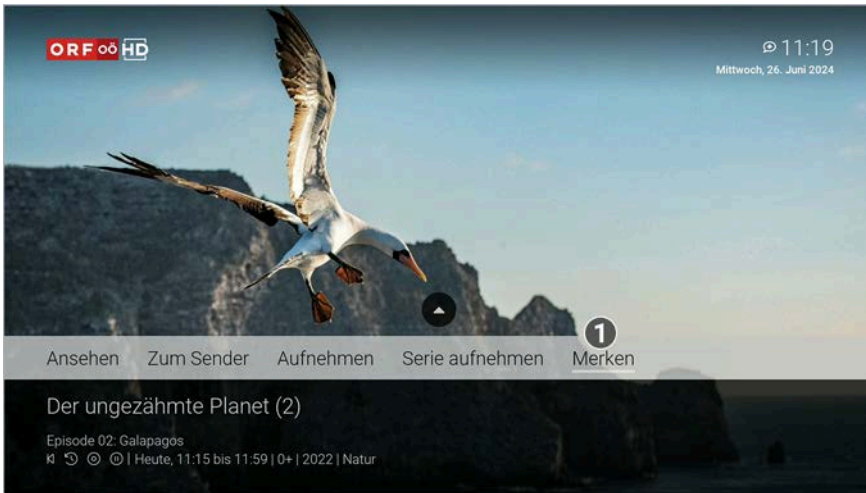 ORF oö HD
11:19
Mittwoch, 26. Juni 2024
1
Ansehen Zum Sender Aufnehmen Serie aufnehmen Merken
Der ungezähmte Planet (2)
Episode 02: Galapagos
| Heute, 11:15 bis 11:59 | 0+ | 2022 | Natur